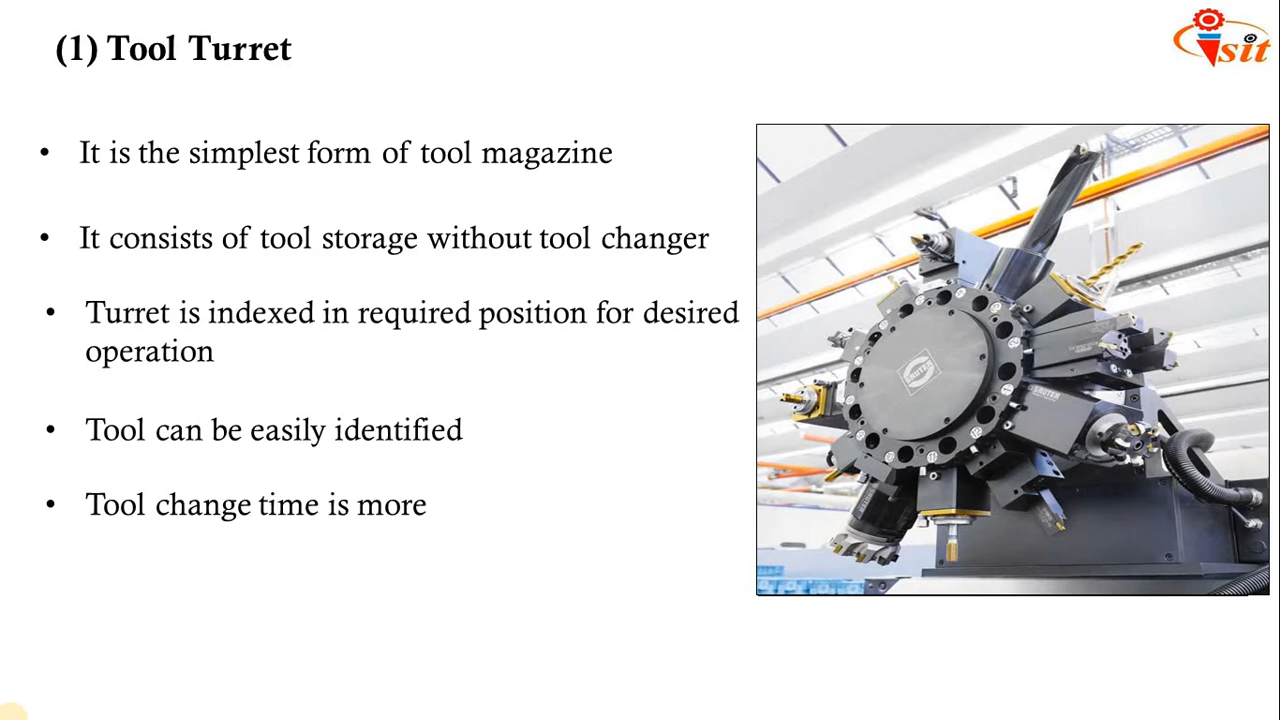 (1) Tool Turret
sit
• It is the simplest form of tool magazine
• It consists of tool storage without tool changer
• Turret is indexed in required position for desired
operation
• Tool can be easily identified
• Tool change time is more
SAUTER
SAUTER